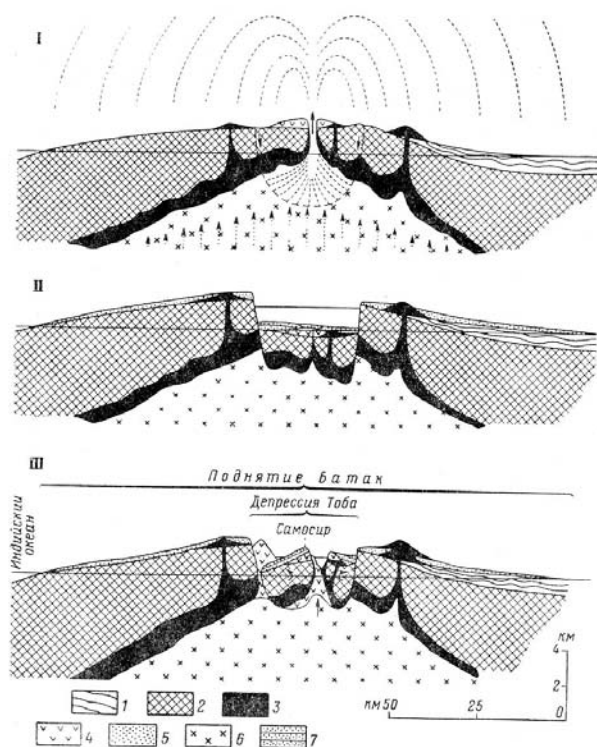 I
II
III
Поднятие Батак
Депрессия Тоба
Самосир
Индийский
океан
км
4
2
0
км 50 25
1 2 3
4 5 6 7